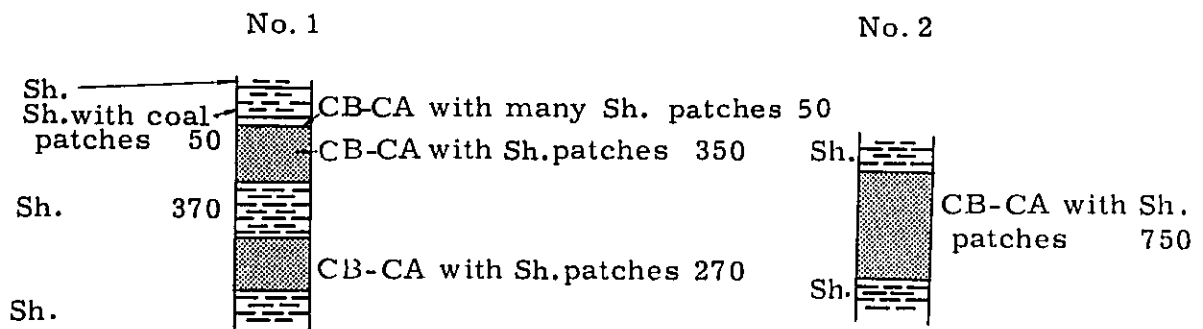 No. 1
No. 2
Sh.
Sh.with coal
patches 50
CB-CA with many Sh. patches 50
CB-CA with Sh.patches 350
Sh. 370
CB-CA with Sh.patches 270
Sh.
Sh.
CB-CA with Sh.
patches 750
Sh.